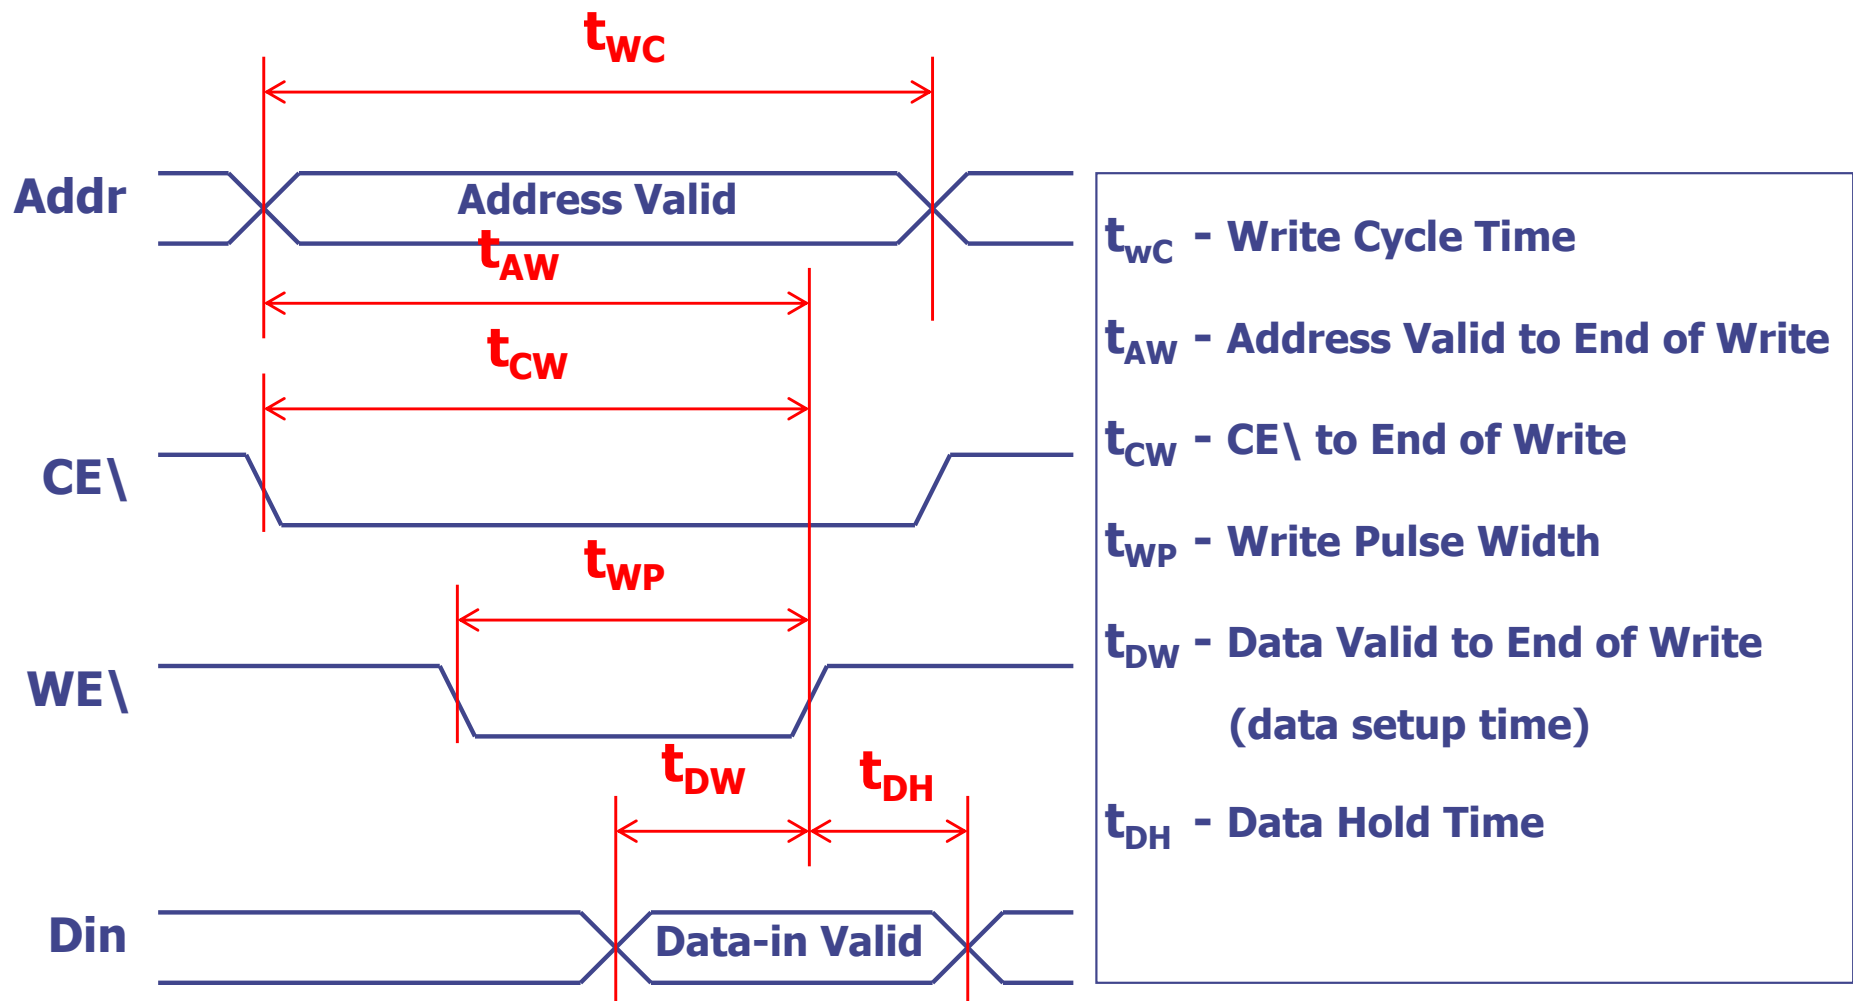 tWC
Addr
Address Valid
tAW
tCW
CE\
tWP
WE\
tDW
tDH
Din
Data-in Valid
twC - Write Cycle Time
tAW - Address Valid to End of Write
tCW - CE\ to End of Write
tWP - Write Pulse Width
tDW - Data Valid to End of Write
(data setup time)
tDH - Data Hold Time